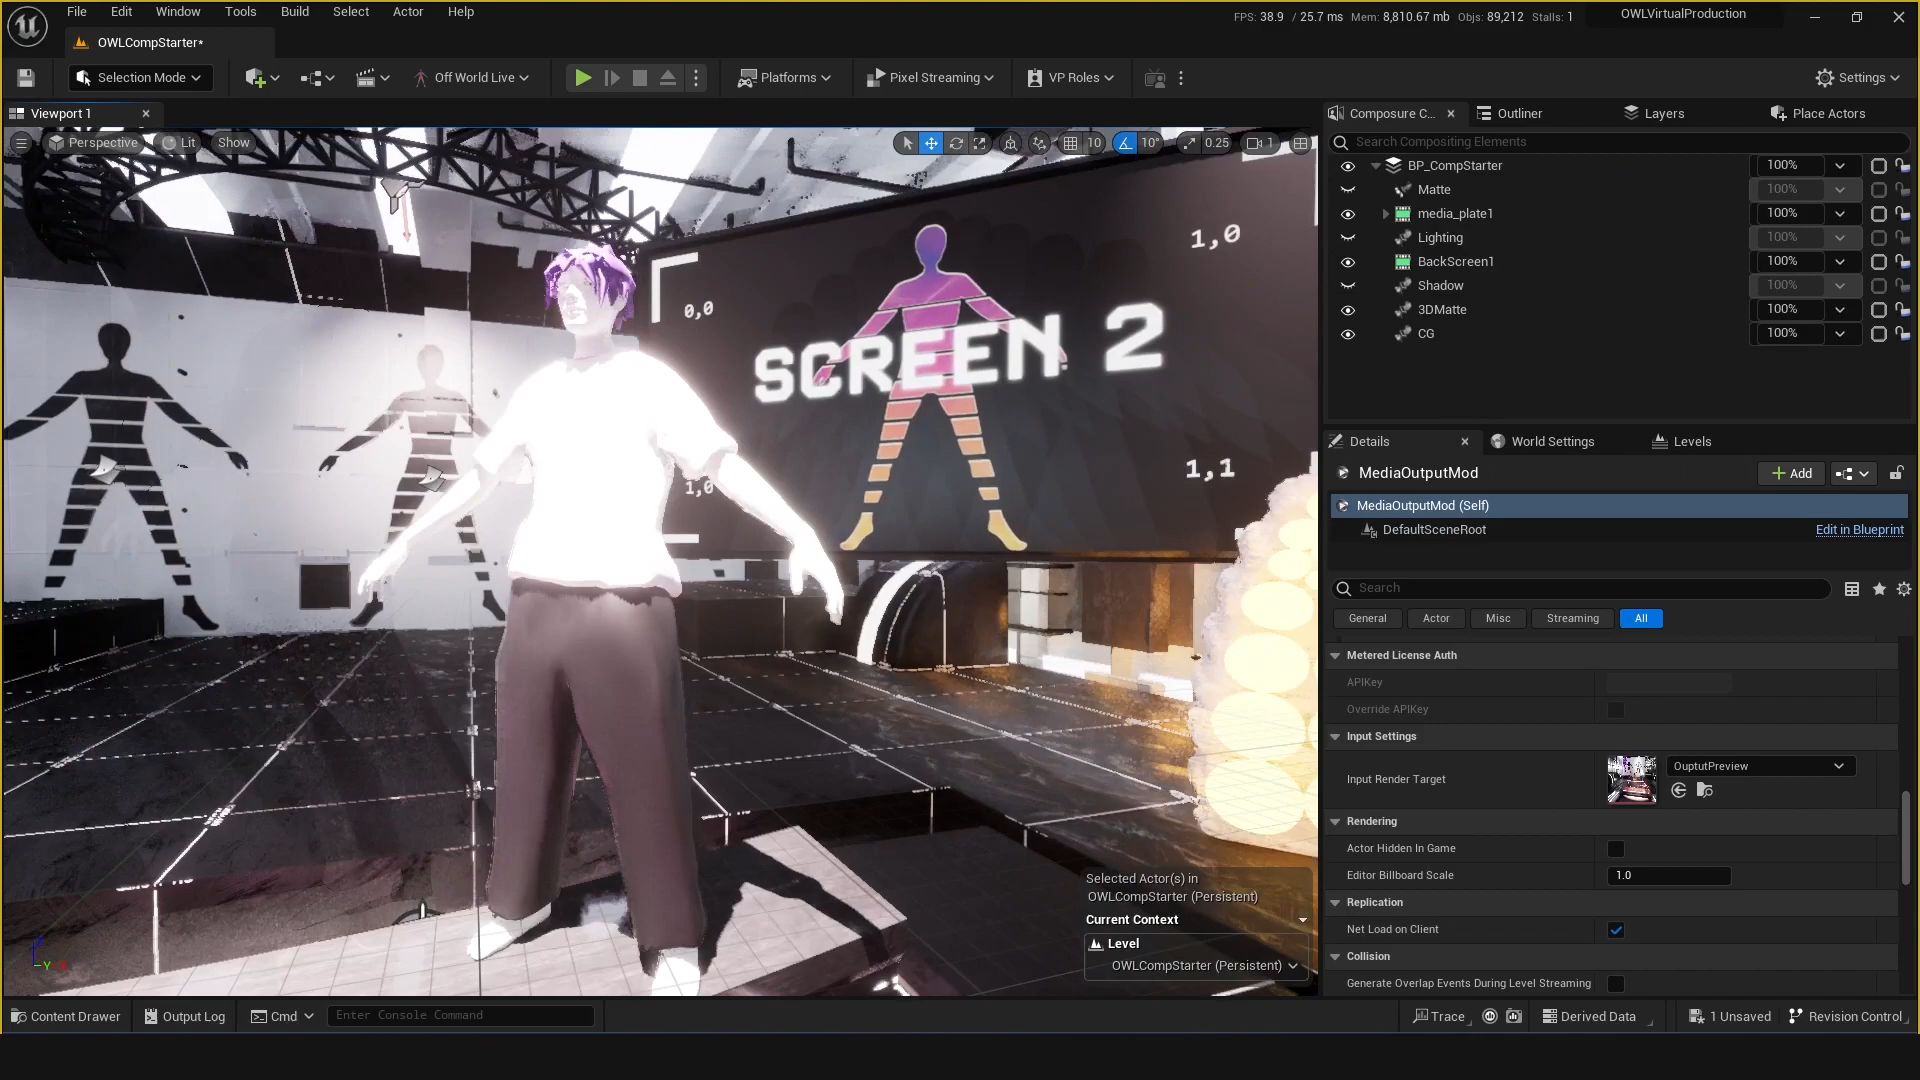 File Edit Window Tools Build Select Actor Help
FPS: 38.9 / 25.7 ms Mem: 8,810.67 mb Objs: 89,212 Stalls: 1
OWLVirtualProduction
OWLCompStarter*
Selection Mode
Off World Live
Platforms
Pixel Streaming
VP Roles
Settings
Viewport 1
Perspective
Lit
Show
10
10°
0.25
1
0,0
1,0
SCREEN 2
1,0
1,1
Selected Actor(s) in
OWLCompStarter (Persistent)
Current Context
Level
OWLCompStarter (Persistent)
X
Y
Z
Composure C...
Outliner
Layers
Place Actors
Search Compositing Elements
BP_CompStarter 100%
Matte 100%
media_plate1 100%
Lighting 100%
BackScreen1 100%
Shadow 100%
3DMatte 100%
CG 100%
Details
World Settings
Levels
MediaOutputMod
Add
MediaOutputMod (Self)
DefaultSceneRoot
Edit in Blueprint
Search
General Actor Misc Streaming All
Metered License Auth
APIKey
Override APIKey
Input Settings
Input Render Target
OuptutPreview
Rendering
Actor Hidden In Game
Editor Billboard Scale 1.0
Replication
Net Load on Client
Collision
Generate Overlap Events During Level Streaming
Content Drawer
Output Log
Cmd
Enter Console Command
Trace
Derived Data
1 Unsaved
Revision Control